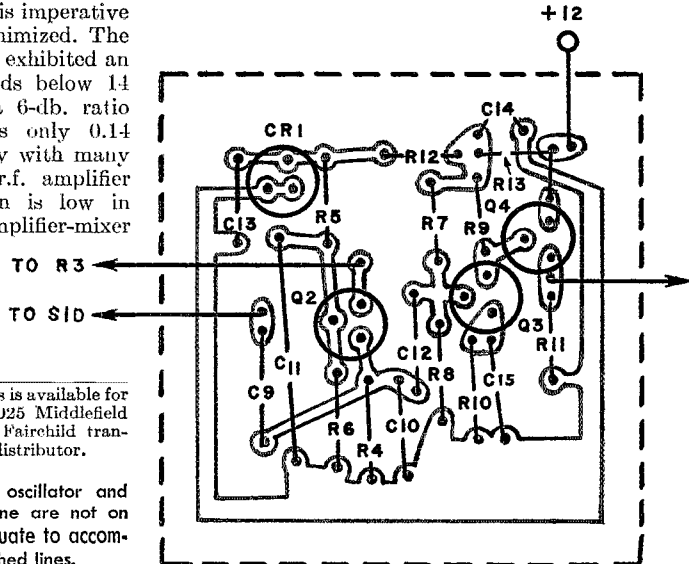 is imperative
nimized. The
exhibited an
ds below 14
a 6-db. ratio
s only 0.14
y with many
r.f. amplifier
n is low in
mplifier-mixer
s is available for
025 Middlefield
Fairchild tran-
distributor.
oscillator and
ne are not on
uate to accom-
hed lines.
+12
C14
CR1
R12
R13
C13
R5
R7
R9
Q4
TO R3
Q2
TO S1D
Q3
R11
C11
C12
R8
C9
R10
C15
R6
R4
C10